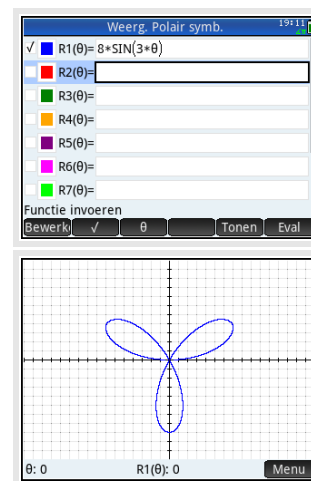 Weerg. Polair symb. 19:11
√ R1(θ)= 8*SIN(3*θ)
R2(θ)=
R3(θ)=
R4(θ)=
R5(θ)=
R6(θ)=
R7(θ)=
Functie invoeren
Bewerk √ θ Tonen Eval
θ: 0 R1(θ): 0 Menu